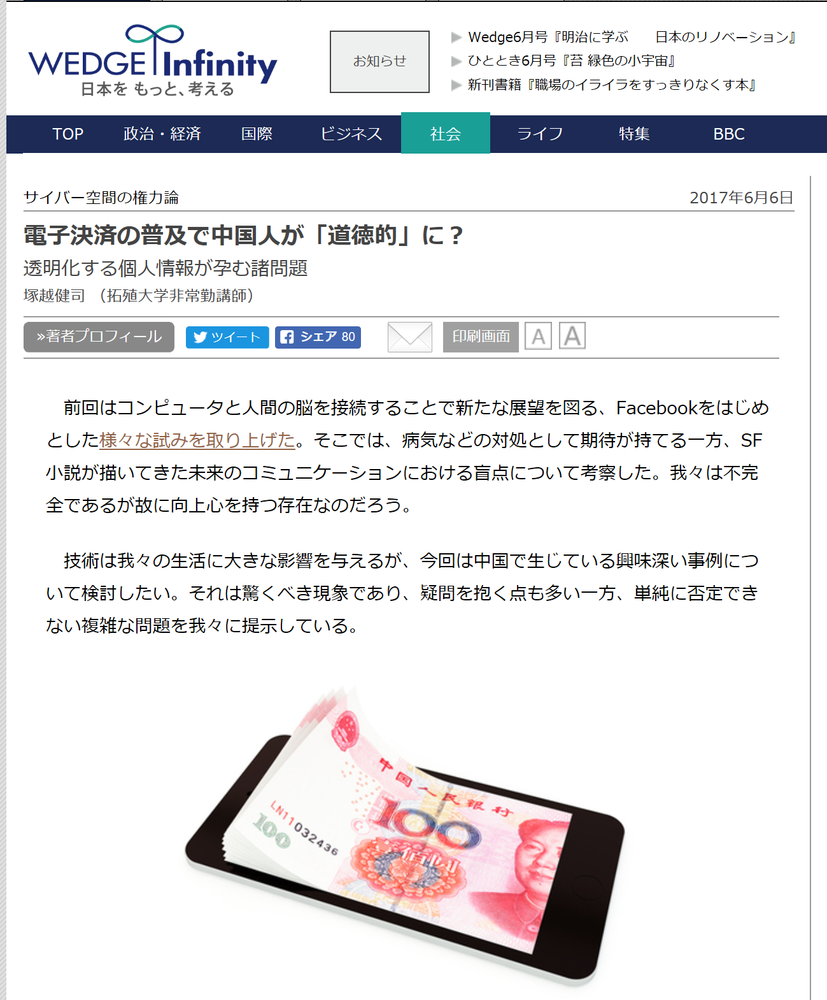 WEDGE Infinity
日本を もっと、考える
お知らせ
Wedge6月号『明治に学ぶ　　日本のリノベーション』
ひととき6月号『苔 緑色の小宇宙』
新刊書籍『職場のイライラをすっきりなくす本』
TOP 政治・経済 国際 ビジネス 社会 ライフ 特集 BBC
サイバー空間の権力論 2017年6月6日
電子決済の普及で中国人が「道徳的」に？
透明化する個人情報が孕む諸問題
塚越健司 （拓殖大学非常勤講師）
»著者プロフィール ツイート シェア 80 印刷画面 A A
　前回はコンピュータと人間の脳を接続することで新たな展望を図る、Facebookをはじめ
とした様々な試みを取り上げた。そこでは、病気などの対処として期待が持てる一方、SF
小説が描いてきた未来のコミュニケーションにおける盲点について考察した。我々は不完
全であるが故に向上心を持つ存在なのだろう。
　技術は我々の生活に大きな影響を与えるが、今回は中国で生じている興味深い事例につ
いて検討したい。それは驚くべき現象であり、疑問を抱く点も多い一方、単純に否定でき
ない複雑な問題を我々に提示している。
中国人民銀行
LN11032436
100
100